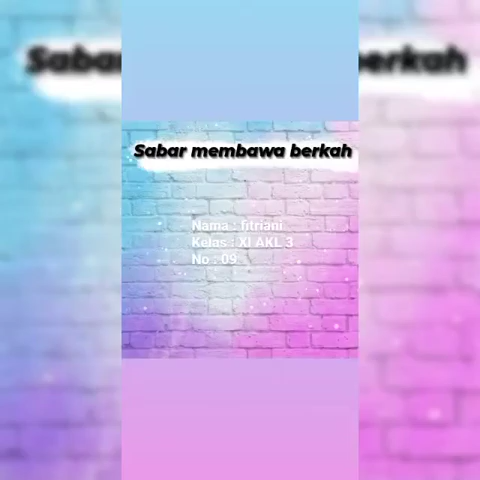 Sabar membawa berkah
Nama : fitriani
Kelas : XI AKL 3
No : 09